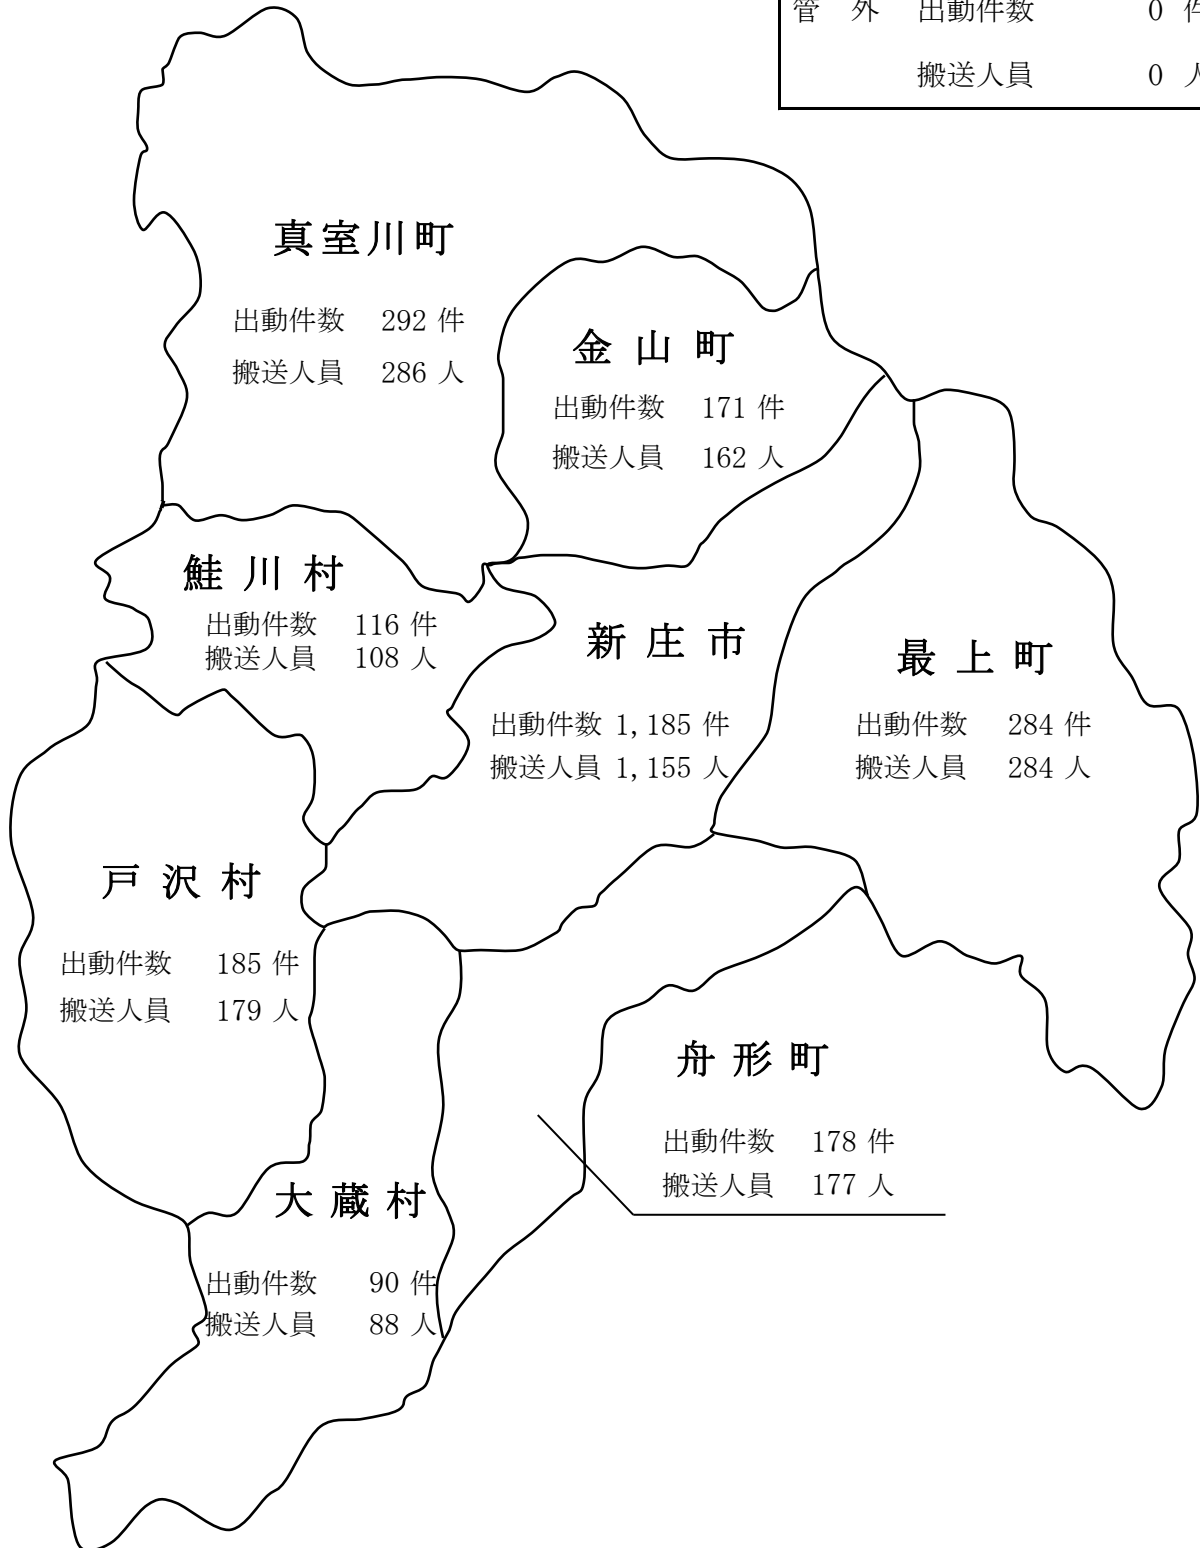 管　外　出動件数　0 件
搬送人員　0 人
真室川町
出動件数　292 件
搬送人員　286 人
金 山 町
出動件数　171 件
搬送人員　162 人
鮭 川 村
出動件数　116 件
搬送人員　108 人
新 庄 市
出動件数 1,185 件
搬送人員 1,155 人
最 上 町
出動件数　284 件
搬送人員　284 人
戸 沢 村
出動件数　185 件
搬送人員　179 人
舟 形 町
出動件数　178 件
搬送人員　177 人
大 蔵 村
出動件数　90 件
搬送人員　88 人